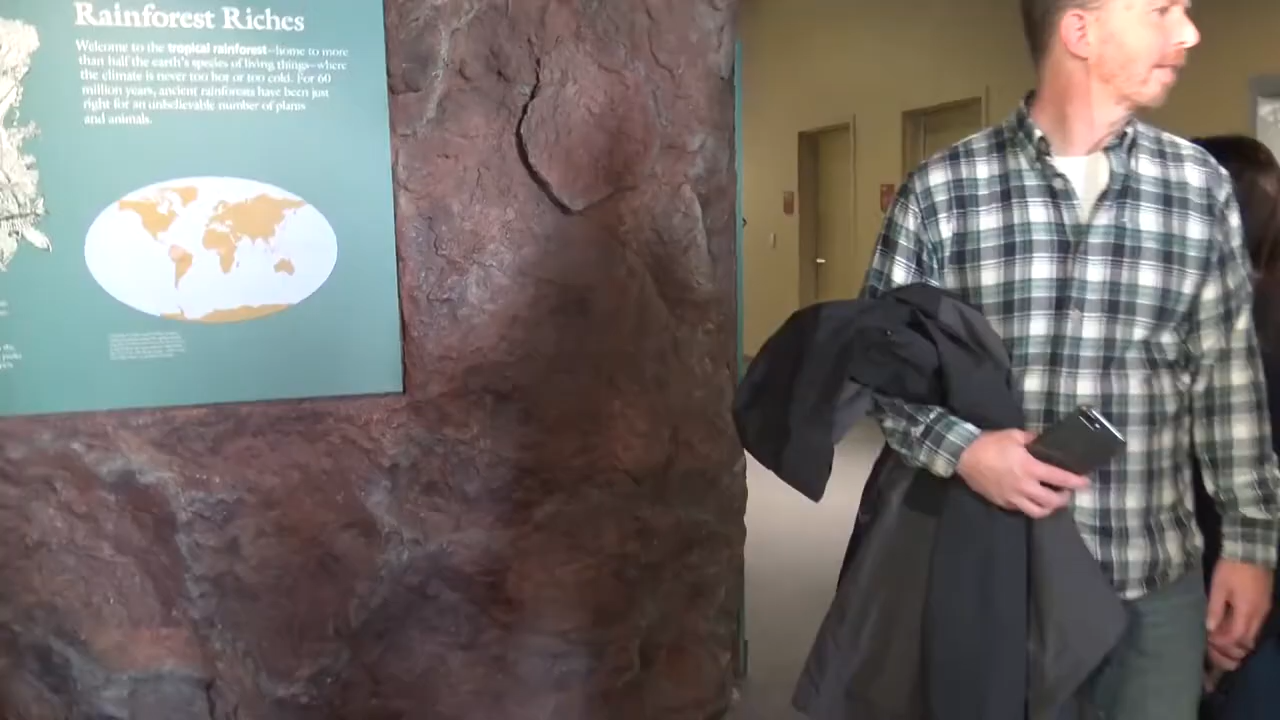 Rainforest Riches
Welcome to the tropical rainforest—home to more
than half the earth's species of living things—where
the climate is never too hot or too cold. For 60
million years, ancient rainforests have been just
right for an unbelievable number of plants
and animals.